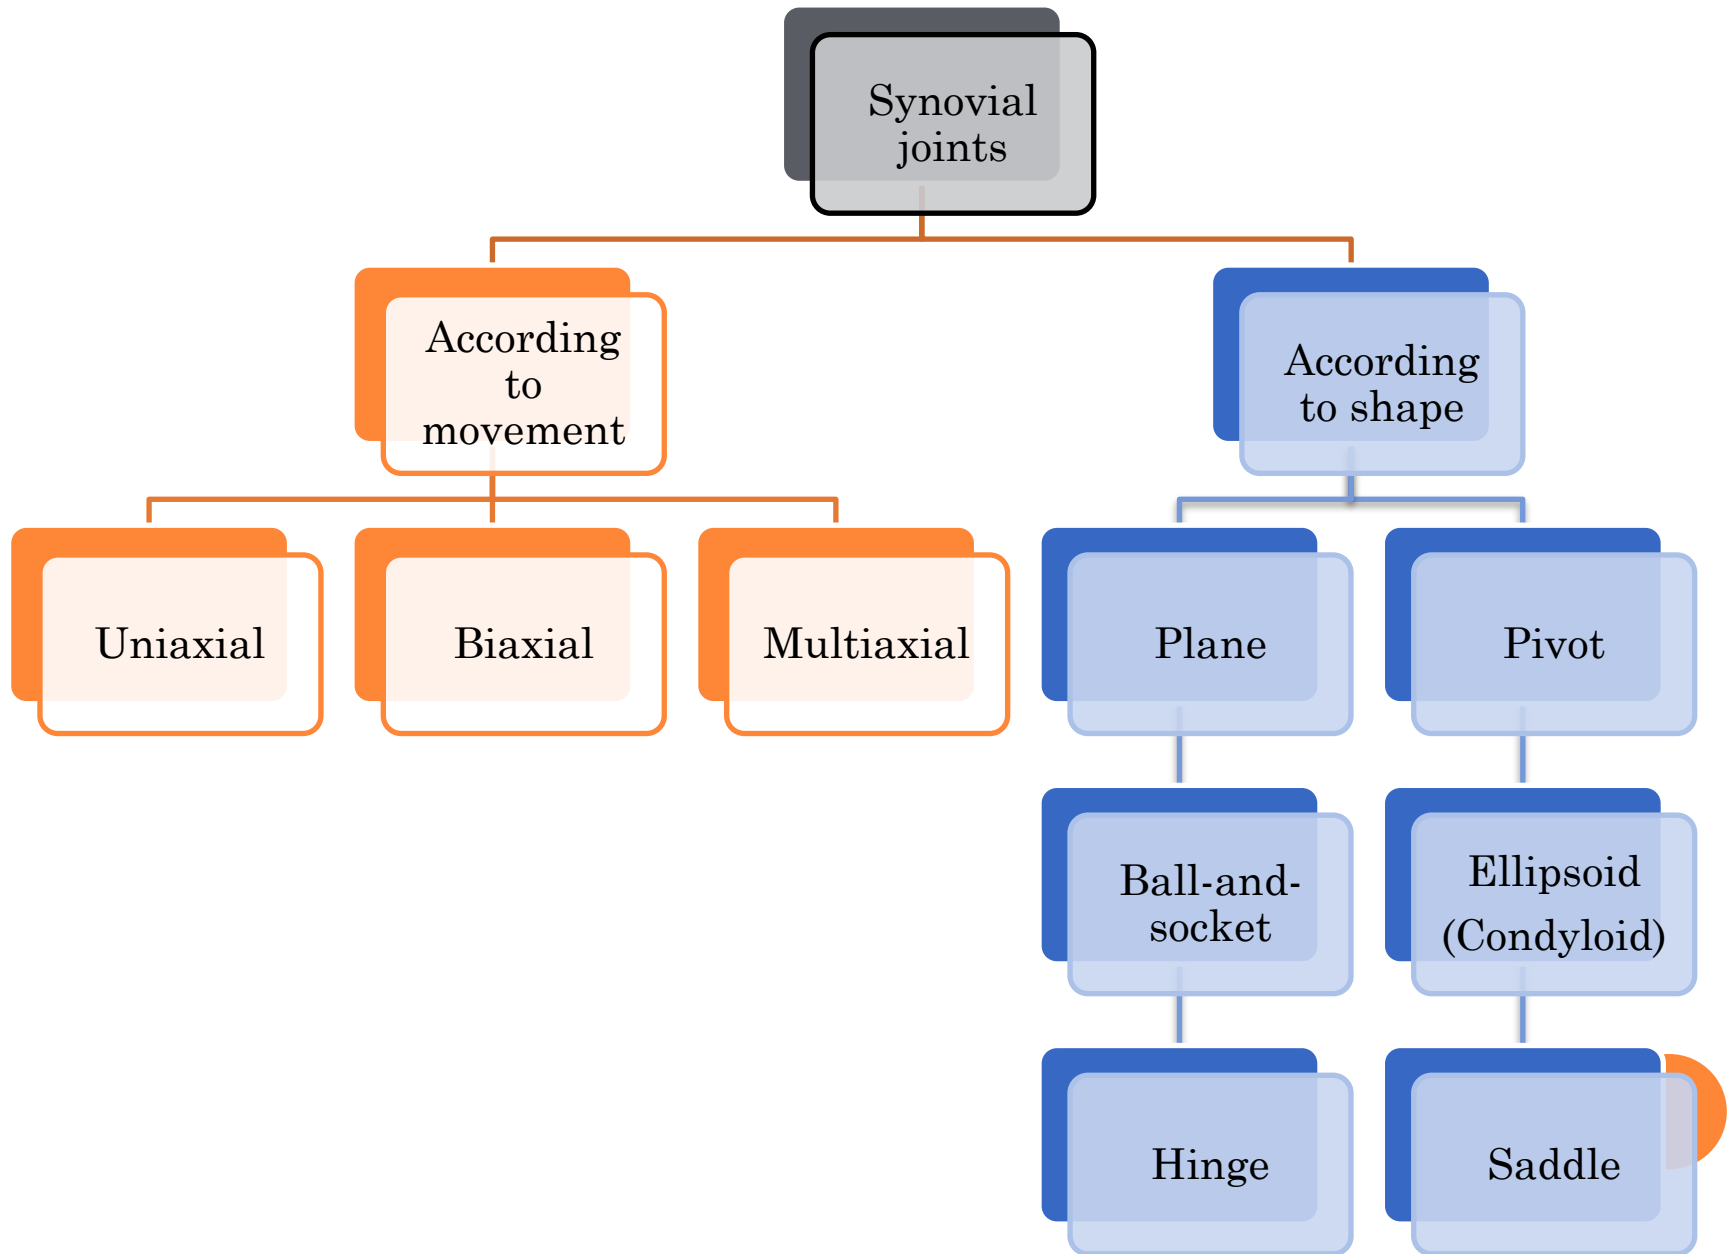 Synovial
joints
According
to
movement
According
to shape
Uniaxial
Biaxial
Multiaxial
Plane
Pivot
Ball-and-
socket
Ellipsoid
(Condyloid)
Hinge
Saddle